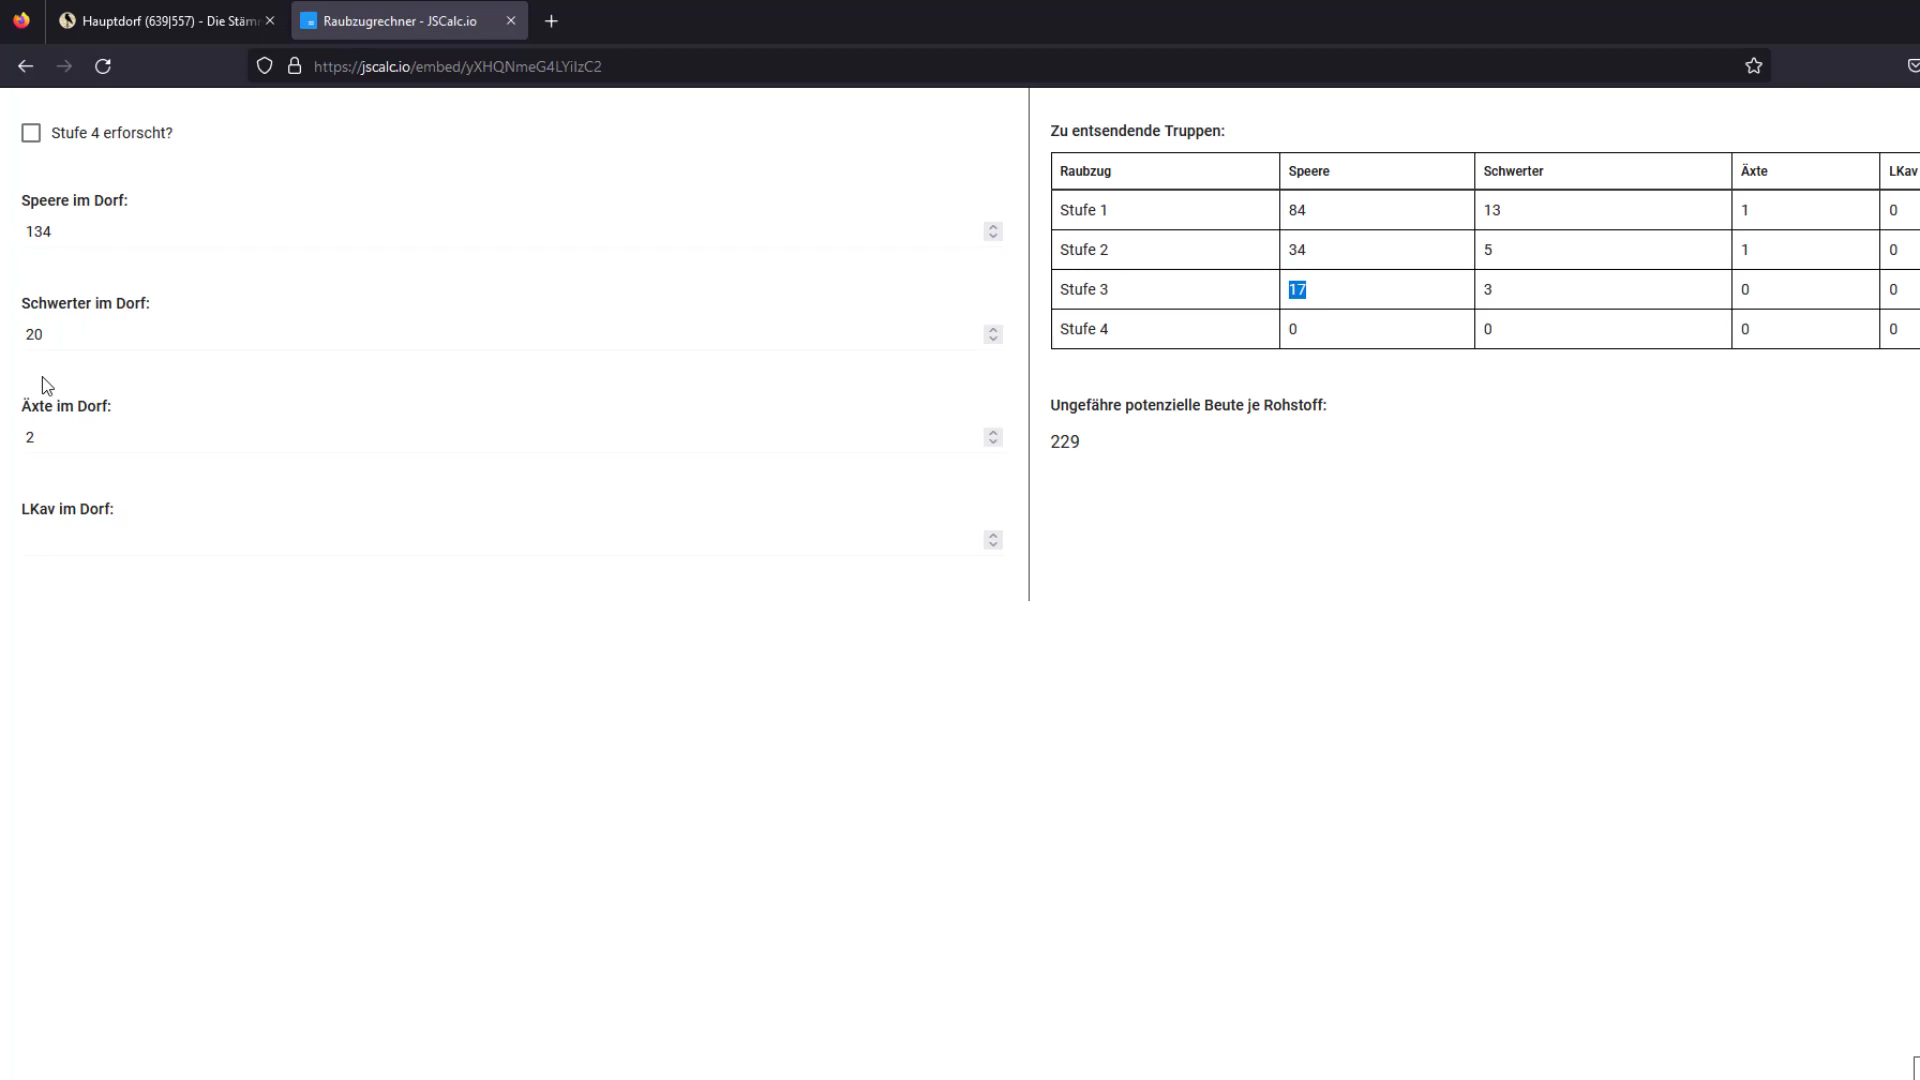 Hauptdorf (639|557) - Die Stäm
Raubzugrechner - JSCalc.io
https://jscalc.io/embed/yXHQNmeG4LYiIzC2
Stufe 4 erforscht?
Speere im Dorf:
134
Schwerter im Dorf:
20
Äxte im Dorf:
2
LKav im Dorf:
Zu entsendende Truppen:
Raubzug Speere Schwerter Äxte LKav
Stufe 1 84 13 1 0
Stufe 2 34 5 1 0
Stufe 3 17 3 0 0
Stufe 4 0 0 0 0
Ungefähre potenzielle Beute je Rohstoff:
229